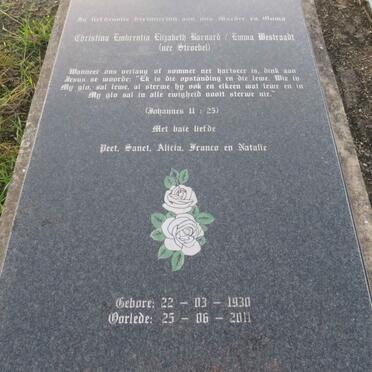 In liefdevolle herinnering aan ons Moeder en Ouma
Christina Embrentia Elizabeth Barnard / Emma Westraadt
(nee Stroebel)
Wanneer ons verlang of sommer net hartseer is, dink aan
Jesus se woorde: "Ek is die opstanding en die lewe. Wie in
My glo, sal lewe, al sterwe hy ook en elkeen wat lewe en in
My glo sal in alle ewigheid nooit sterwe nie."
(Johannes 11 : 25)
Met baie liefde
Peet, Sanet, Alicia, Franco en Natalie
Gebore: 22 - 03 - 1930
Oorlede: 25 - 06 - 2011